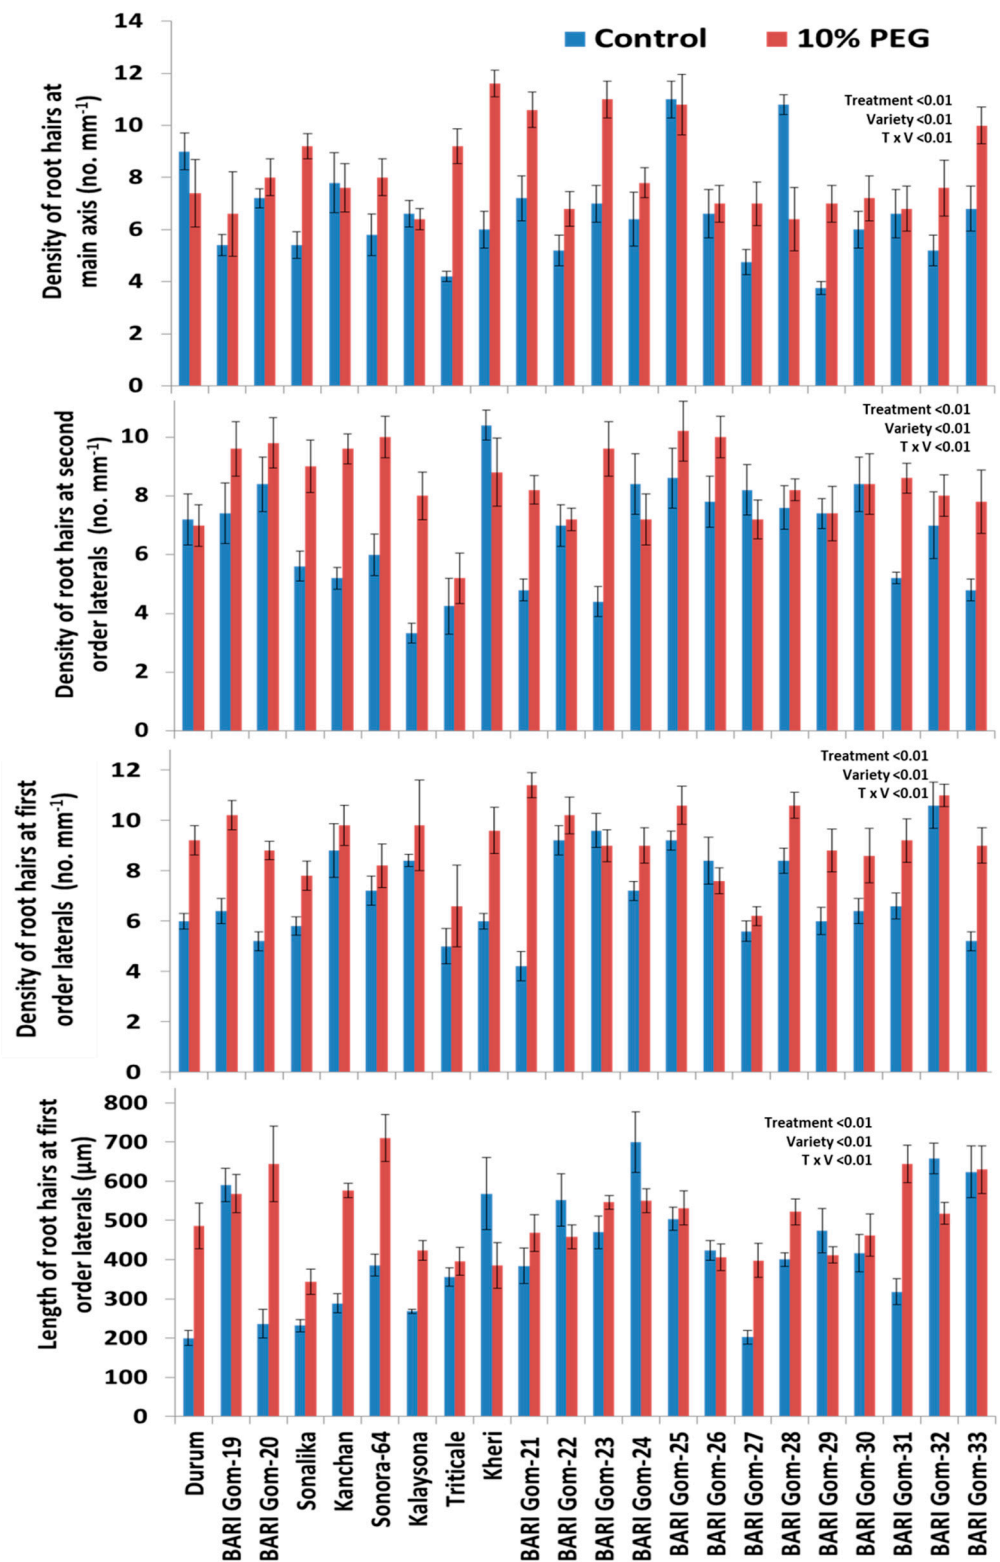 Control 10% PEG
Density of root hairs at
main axis (no. mm-1)
14
12
10
8
6
4
2
0
Treatment <0.01
Variety <0.01
T x V <0.01
Density of root hairs at second
order laterals (no. mm-1)
10
8
6
4
2
0
Treatment <0.01
Variety <0.01
T x V <0.01
Density of root hairs at first
order laterals (no. mm-1)
12
10
8
6
4
2
0
Treatment <0.01
Variety <0.01
T x V <0.01
Length of root hairs at first
order laterals (μm)
800
700
600
500
400
300
200
100
0
Treatment <0.01
Variety <0.01
T x V <0.01
Durum
BARI Gom-19
BARI Gom-20
Sonalika
Kanchan
Sonora-64
Kalaysona
Triticale
Kheri
BARI Gom-21
BARI Gom-22
BARI Gom-23
BARI Gom-24
BARI Gom-25
BARI Gom-26
BARI Gom-27
BARI Gom-28
BARI Gom-29
BARI Gom-30
BARI Gom-31
BARI Gom-32
BARI Gom-33